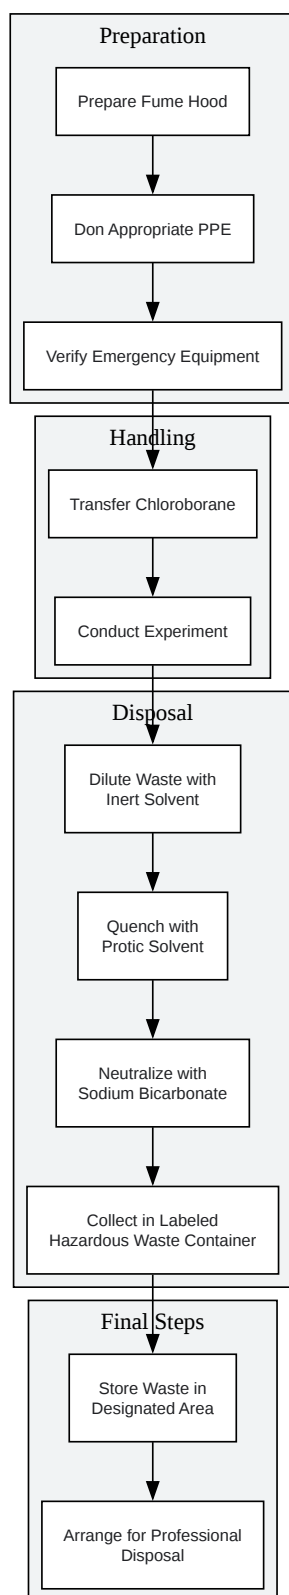 Preparation
Prepare Fume Hood
Don Appropriate PPE
Verify Emergency Equipment
Handling
Transfer Chloroborane
Conduct Experiment
Disposal
Dilute Waste with
Inert Solvent
Quench with
Protic Solvent
Neutralize with
Sodium Bicarbonate
Collect in Labeled
Hazardous Waste Container
Final Steps
Store Waste in
Designated Area
Arrange for Professional
Disposal